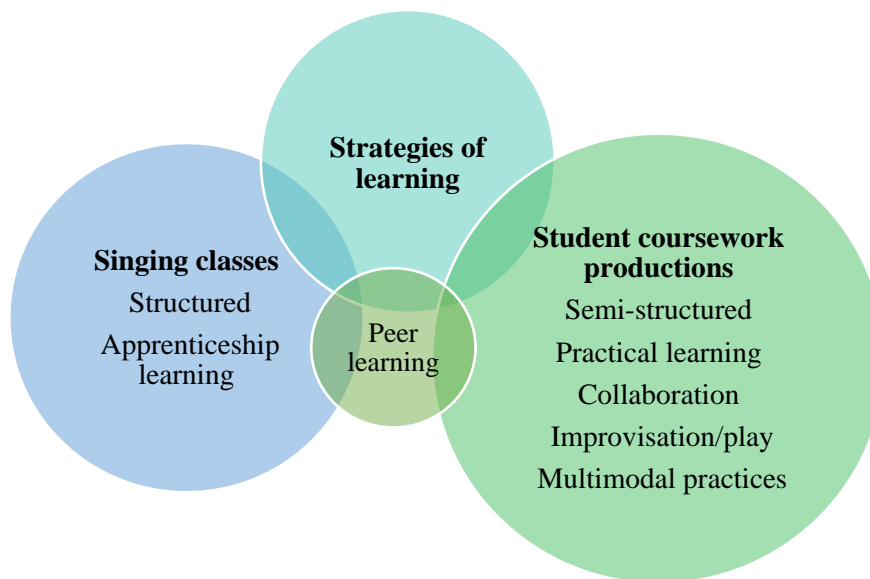 Strategies of
learning
Singing classes
Structured
Apprenticeship
learning
Peer
learning
Student coursework
productions
Semi-structured
Practical learning
Collaboration
Improvisation/play
Multimodal practices